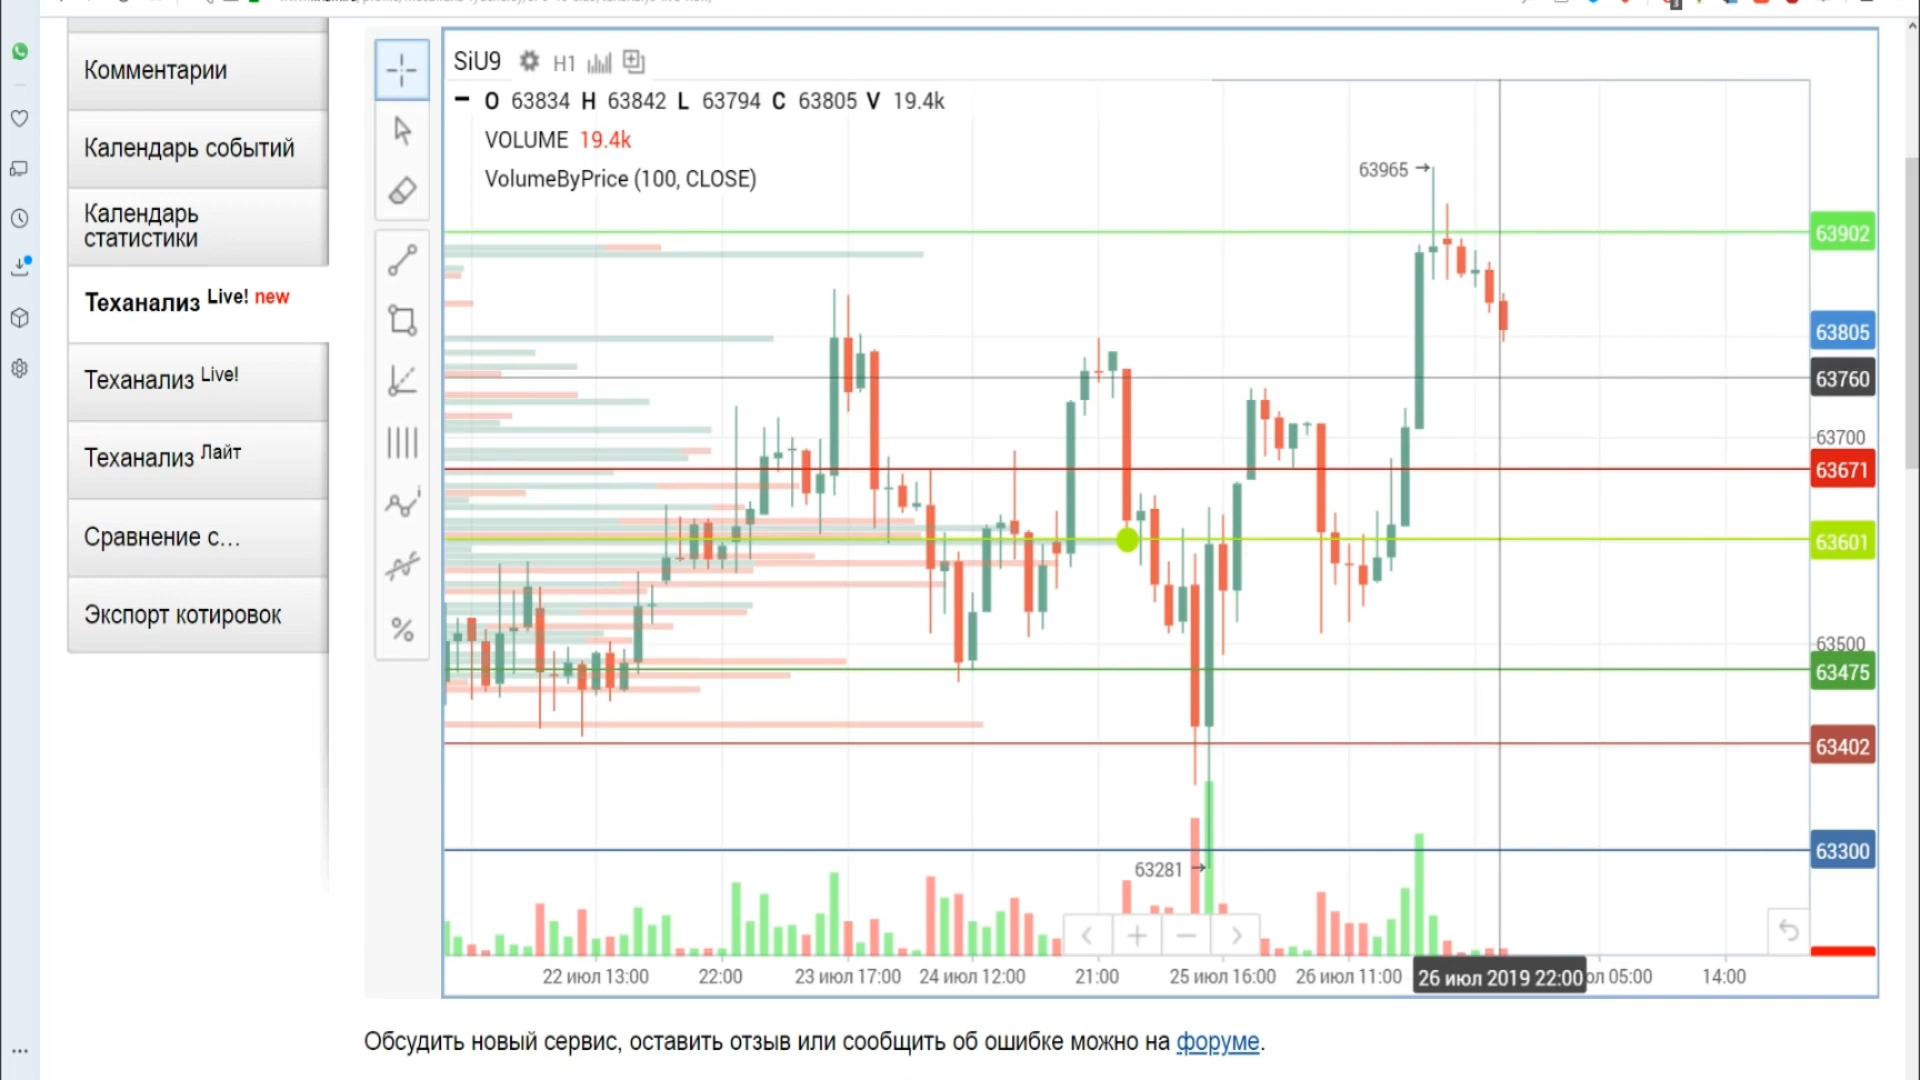 Комментарии
Календарь событий
Календарь
статистики
Теханализ Live! new
Теханализ Live!
Теханализ Лайт
Сравнение с...
Экспорт котировок
SiU9 H1
O 63834 H 63842 L 63794 C 63805 V 19.4k
VOLUME 19.4k
VolumeByPrice (100, CLOSE)
63965
63902
63805
63760
63700
63671
63601
63500
63475
63402
63300
63281
22 июл 13:00 22:00 23 июл 17:00 24 июл 12:00 21:00 25 июл 16:00 26 июл 11:00 26 июл 2019 22:00 ол 05:00 14:00
Обсудить новый сервис, оставить отзыв или сообщить об ошибке можно на форуме.